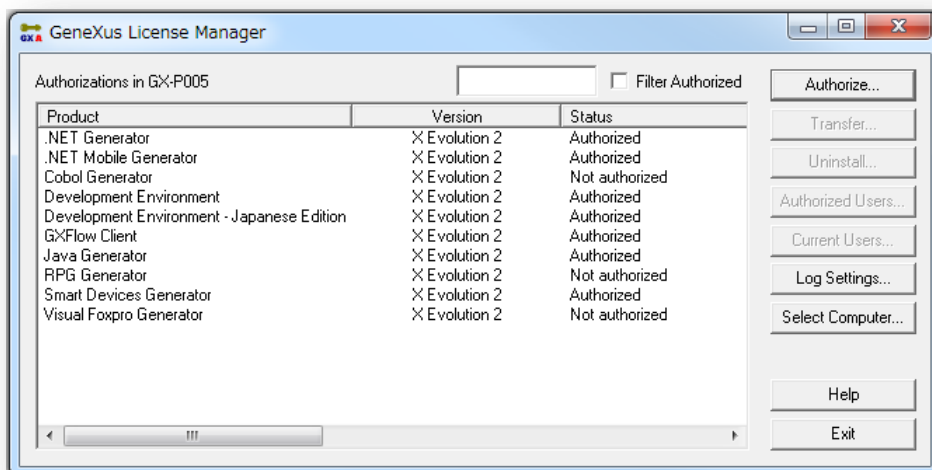 GX A GeneXus License Manager
Authorizations in GX-P005
Filter Authorized
Authorize...
Product Version Status
.NET Generator X Evolution 2 Authorized
.NET Mobile Generator X Evolution 2 Authorized
Cobol Generator X Evolution 2 Not authorized
Development Environment X Evolution 2 Authorized
Development Environment - Japanese Edition X Evolution 2 Authorized
GXFlow Client X Evolution 2 Authorized
Java Generator X Evolution 2 Authorized
RPG Generator X Evolution 2 Not authorized
Smart Devices Generator X Evolution 2 Authorized
Visual Foxpro Generator X Evolution 2 Not authorized
Transfer...
Uninstall...
Authorized Users...
Current Users...
Log Settings...
Select Computer...
Help
Exit